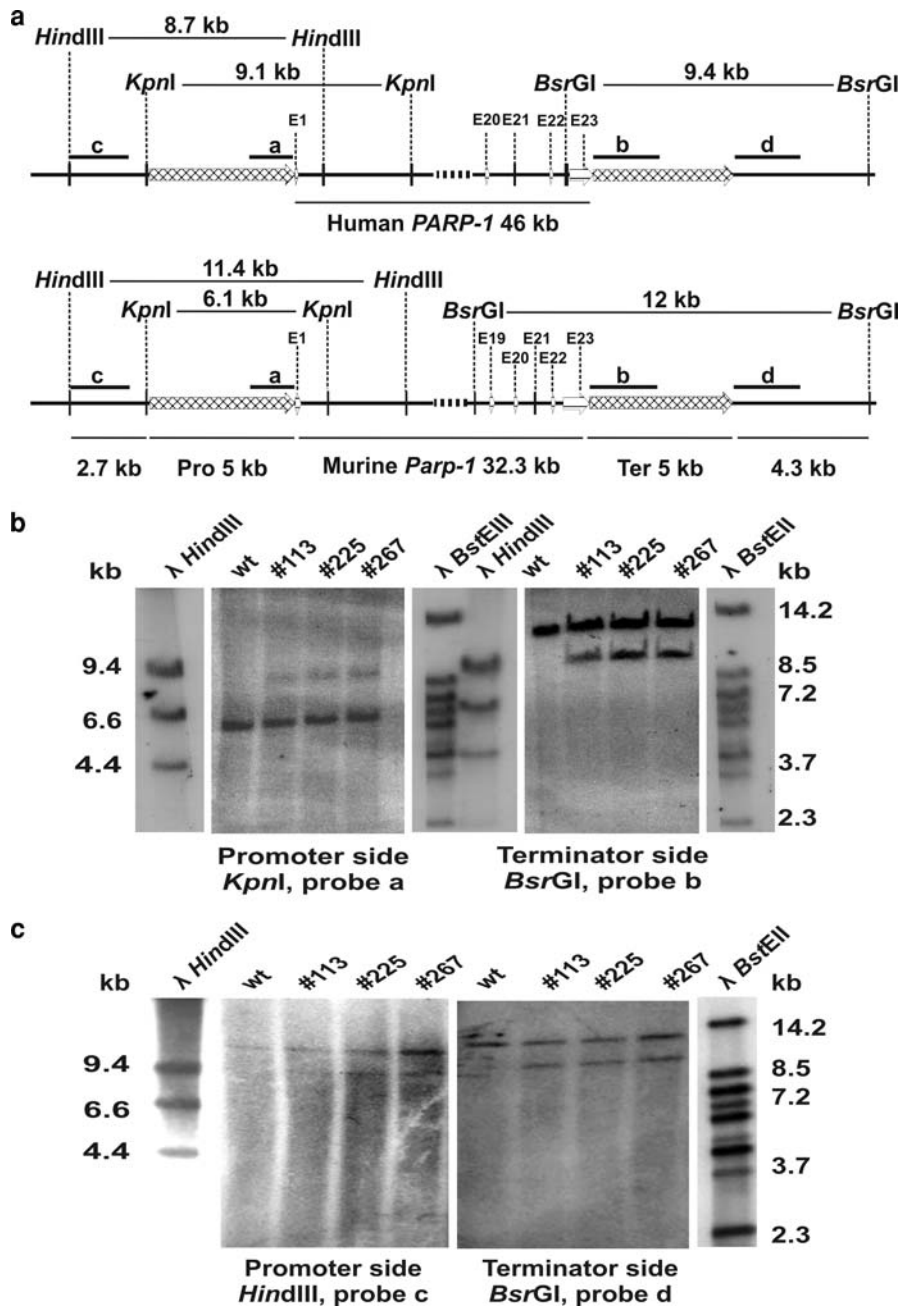 a
8.7 kb
HindIII HindIII
9.1 kb 9.4 kb
KpnI KpnI BsrGI BsrGI
E1 E20 E21 E22 E23
c a b d
Human PARP-1 46 kb
11.4 kb
HindIII HindIII
6.1 kb 12 kb
KpnI KpnI BsrGI BsrGI
E1 E19 E21 E23
E20 E22
c a b d
2.7 kb Pro 5 kb Murine Parp-1 32.3 kb Ter 5 kb 4.3 kb
b
kb λ HindIII wt #113 #225 #267 λ BstEIII λ HindIII wt #113 #225 #267 λ BstEII kb
14.2
9.4 8.5
7.2
6.6
4.4 3.7
2.3
Promoter side Terminator side
KpnI, probe a BsrGI, probe b
c
kb λ HindIII wt #113 #225 #267 wt #113 #225 #267 λ BstEII kb
14.2
9.4 8.5
7.2
6.6
4.4
3.7
2.3
Promoter side Terminator side
HindIII, probe c BsrGI, probe d